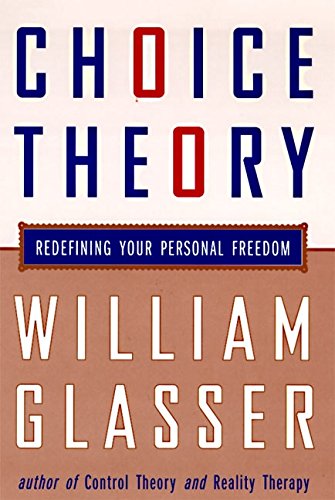 CHOICE
THEORY
REDEFINING YOUR PERSONAL FREEDOM
WILLIAM
GLASSER
author of Control Theory and Reality Therapy